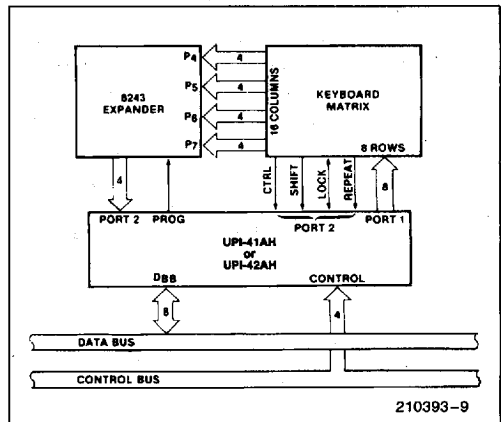 P4
4
8243
EXPANDER
P5
4
P6
4
P7
4
16 COLUMNS
KEYBOARD
MATRIX
8 ROWS
4
CTRL
SHIFT
LOCK
REPEAT
8
PORT 2
PROG
PORT 2
PORT 1
UPI-41AH
or
UPI-42AH
DBB
CONTROL
8
4
DATA BUS
CONTROL BUS
210393-9